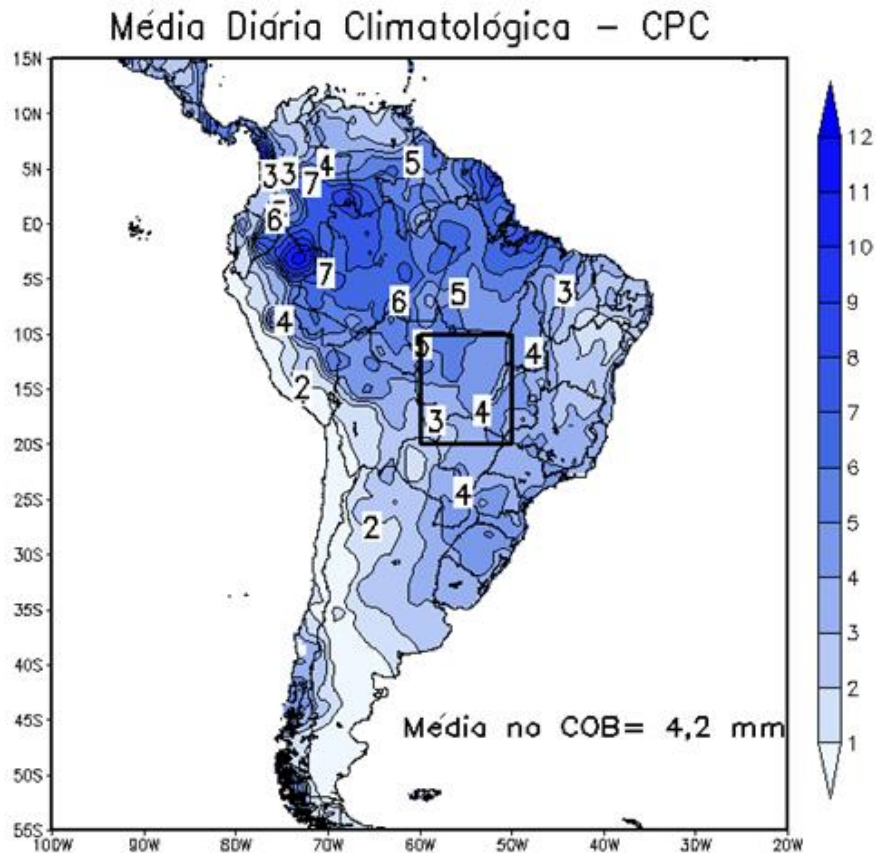 Média Diária Climatológica – CPC
15N
10N
5N
EQ
5S
10S
15S
20S
25S
30S
35S
40S
45S
50S
55S
100W 90W 80W 70W 60W 50W 40W 30W 20W
12
11
10
9
8
7
6
5
4
3
2
1
3 3 4 5
7
6
7
6 5 3
4
5 4
2
3 4
4
2
Média no COB= 4,2 mm